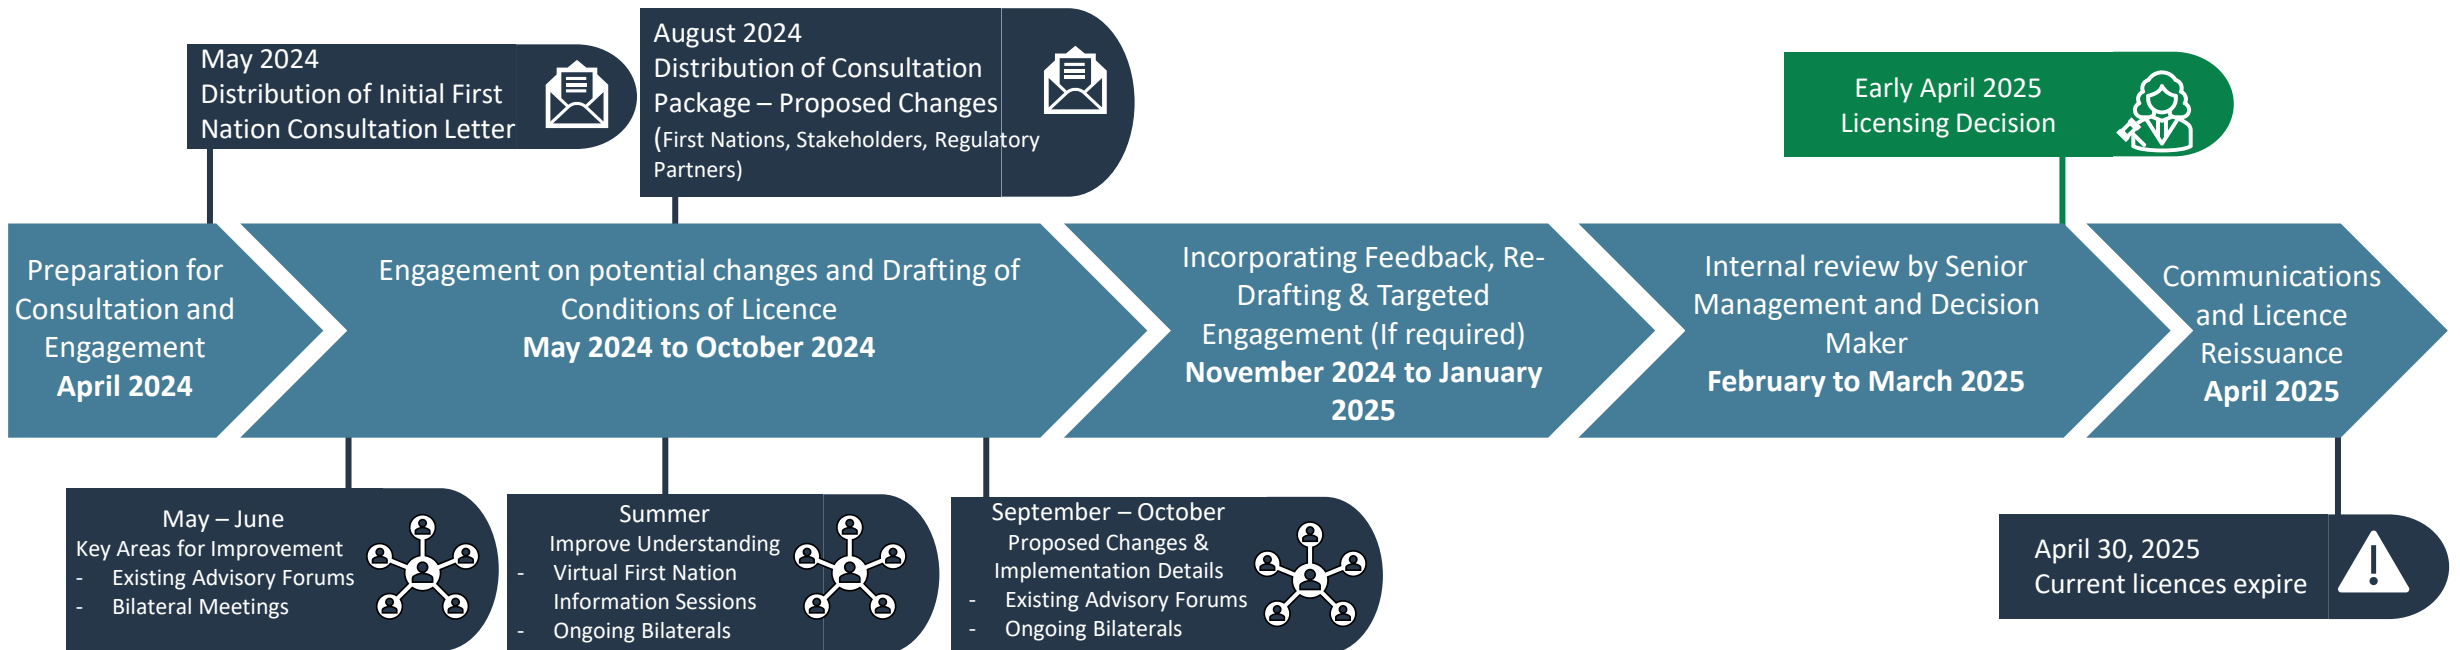 May 2024
Distribution of Initial First
Nation Consultation Letter
August 2024
Distribution of Consultation
Package – Proposed Changes
(First Nations, Stakeholders, Regulatory
Partners)
Early April 2025
Licensing Decision
Preparation for
Consultation and
Engagement
April 2024
Engagement on potential changes and Drafting of
Conditions of Licence
May 2024 to October 2024
Incorporating Feedback, Re-
Drafting & Targeted
Engagement (If required)
November 2024 to January
2025
Internal review by Senior
Management and Decision
Maker
February to March 2025
Communications
and Licence
Reissuance
April 2025
May – June
Key Areas for Improvement
- Existing Advisory Forums
- Bilateral Meetings
Summer
Improve Understanding
- Virtual First Nation
Information Sessions
- Ongoing Bilaterals
September – October
Proposed Changes &
Implementation Details
- Existing Advisory Forums
- Ongoing Bilaterals
April 30, 2025
Current licences expire